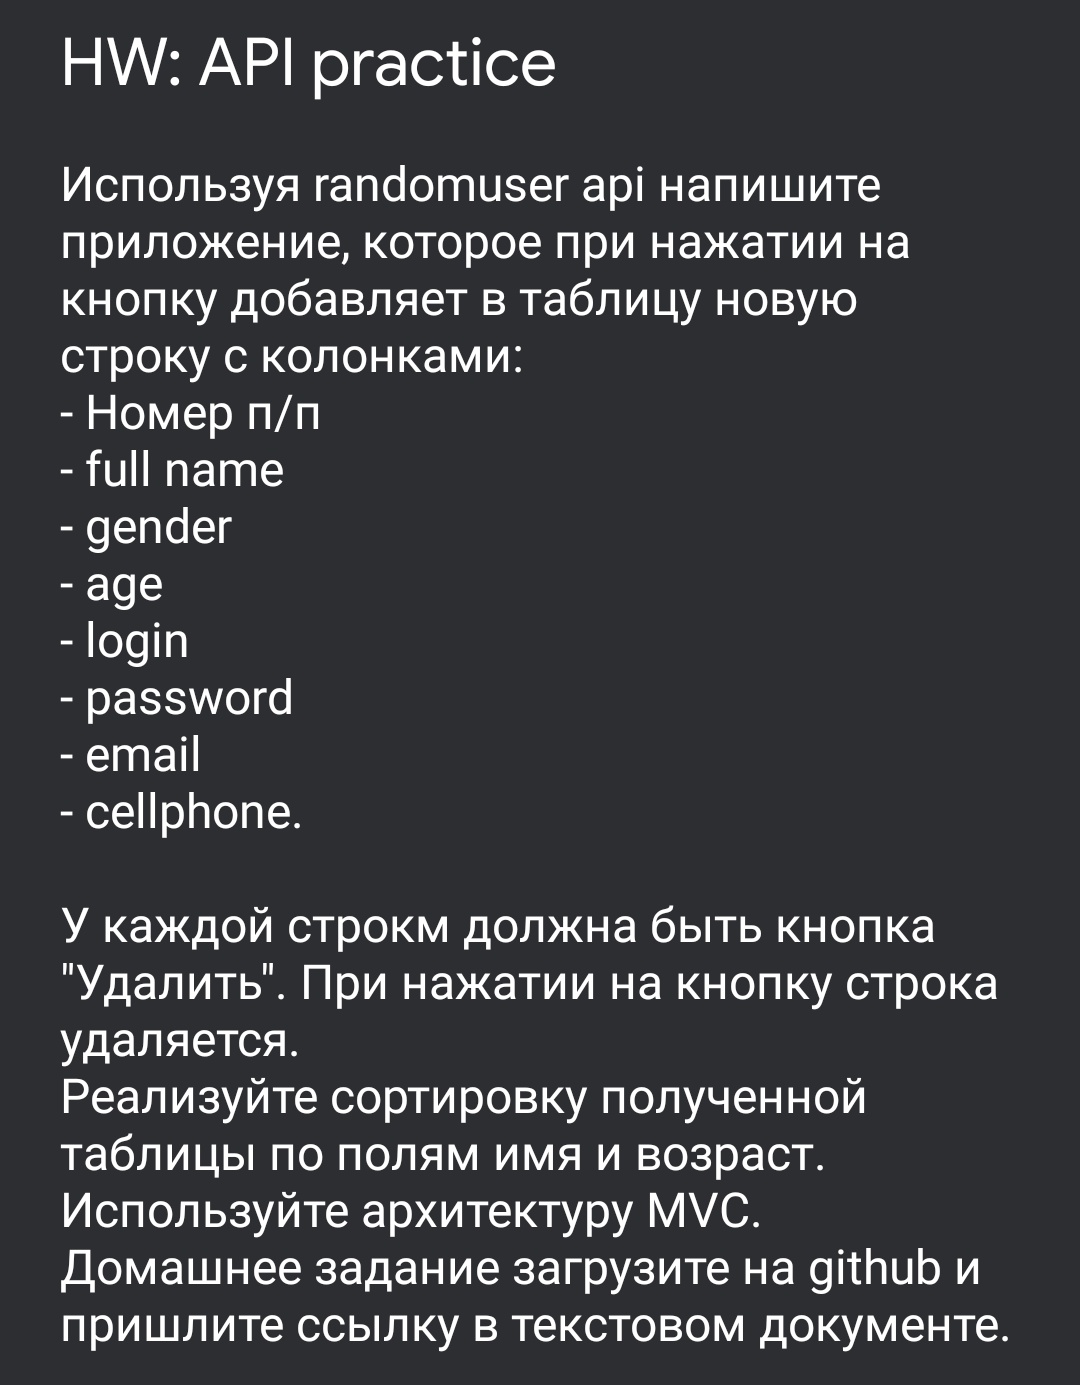 HW: API practice
Используя randomuser api напишите
приложение, которое при нажатии на
кнопку добавляет в таблицу новую
строку с колонками:
- Номер п/п
- full name
- gender
- age
- login
- password
- email
- cellphone.
У каждой строкм должна быть кнопка
"Удалить". При нажатии на кнопку строка
удаляется.
Реализуйте сортировку полученной
таблицы по полям имя и возраст.
Используйте архитектуру MVC.
Домашнее задание загрузите на github и
пришлите ссылку в текстовом документе.